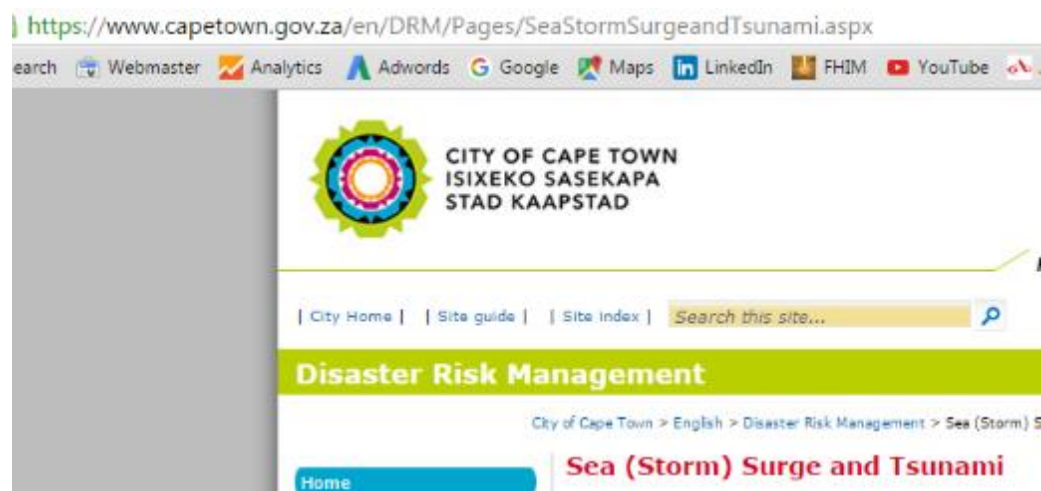 https://www.capetown.gov.za/en/DRM/Pages/SeaStormSurgeandTsunami.aspx
earch Webmaster Analytics Adwords Google Maps LinkedIn FHIM YouTube
CITY OF CAPE TOWN
ISIXEKO SASEKAPA
STAD KAAPSTAD
| City Home | | Site guide | | Site Index | Search this site...
Disaster Risk Management
City of Cape Town > English > Disaster Risk Management > Sea (Storm) S
Home
Sea (Storm) Surge and Tsunami